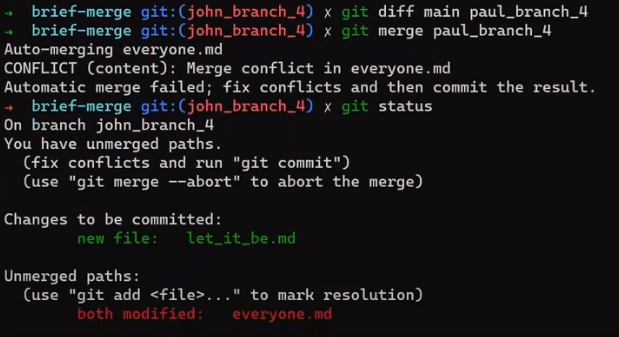 → brief-merge git:(john_branch_4) ✗ git diff main paul_branch_4
→ brief-merge git:(john_branch_4) ✗ git merge paul_branch_4
Auto-merging everyone.md
CONFLICT (content): Merge conflict in everyone.md
Automatic merge failed; fix conflicts and then commit the result.
→ brief-merge git:(john_branch_4) ✗ git status
On branch john_branch_4
You have unmerged paths.
  (fix conflicts and run "git commit")
  (use "git merge --abort" to abort the merge)

Changes to be committed:
        new file:   let_it_be.md

Unmerged paths:
  (use "git add <file>..." to mark resolution)
        both modified:   everyone.md